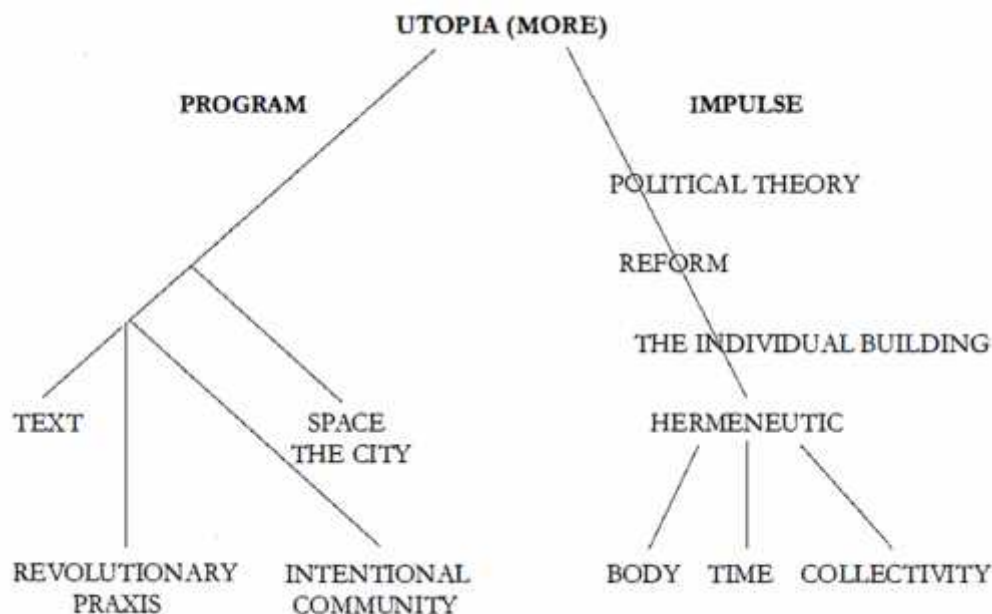 UTOPIA (MORE)
PROGRAM
IMPULSE
POLITICAL THEORY
REFORM
THE INDIVIDUAL BUILDING
TEXT
SPACE
THE CITY
HERMENEUTIC
REVOLUTIONARY
PRAXIS
INTENTIONAL
COMMUNITY
BODY
TIME
COLLECTIVITY